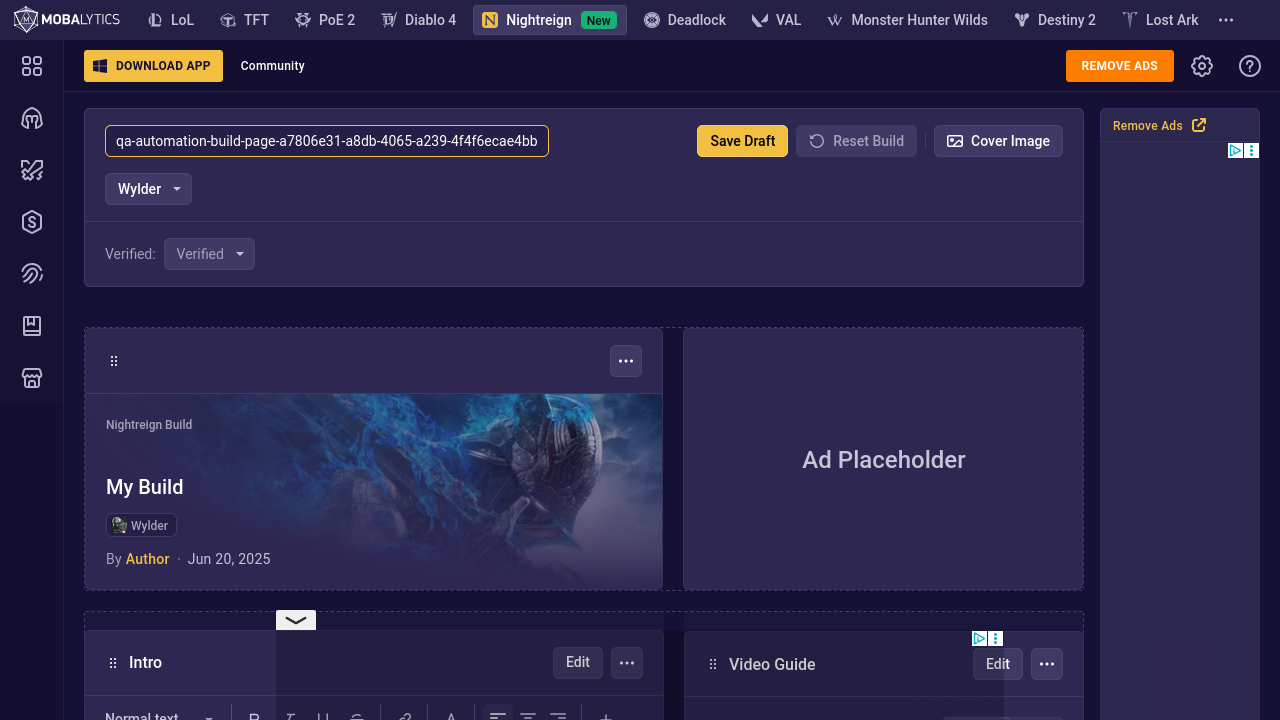 MOBALYTICS LoL TFT PoE 2 Diablo 4 Nightreign New Deadlock VAL Monster Hunter Wilds Destiny 2 Lost Ark
DOWNLOAD APP Community REMOVE ADS
qa-automation-build-page-a7806e31-a8db-4065-a239-4f4f6ecae4bb Save Draft Reset Build Cover Image
Remove Ads
Wylder
Verified: Verified
Nightreign Build
Ad Placeholder
My Build
Wylder
By Author · Jun 20, 2025
Intro Edit
Video Guide Edit
Normal text B I U S A